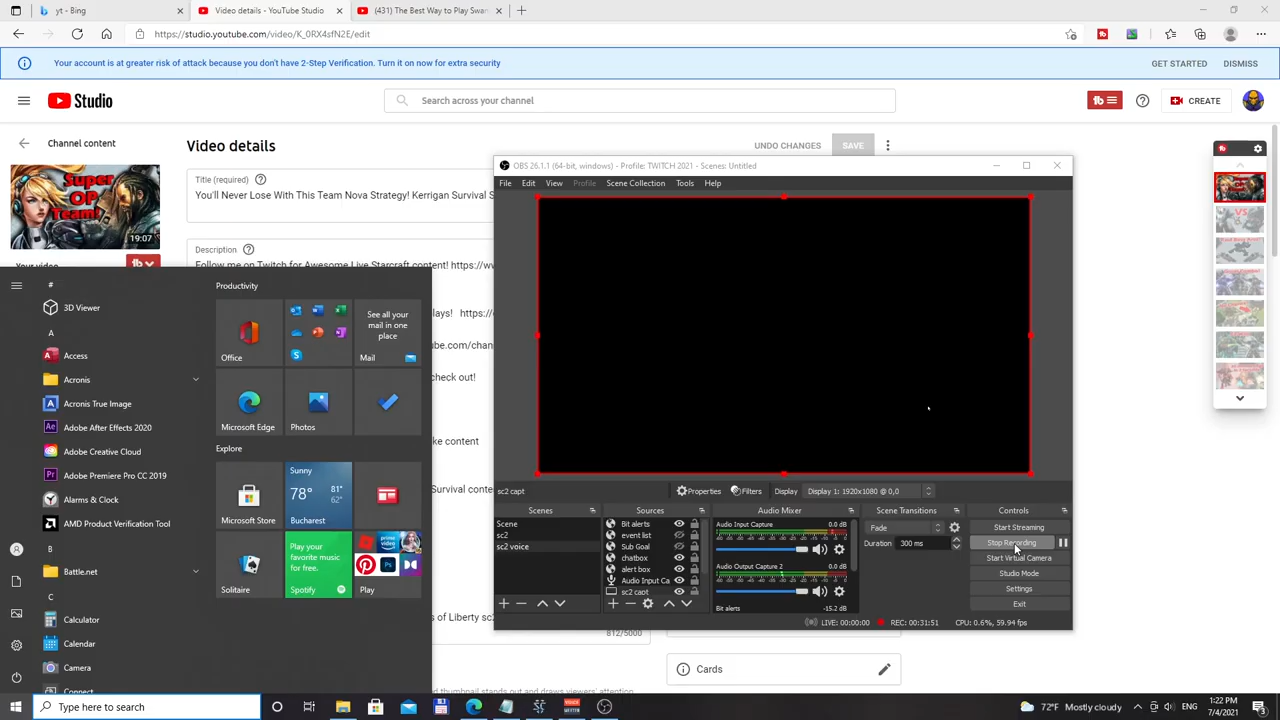 yt - Bing
Video details - YouTube Studio
(431) The Best Way to Play Swar
https://studio.youtube.com/video/K_0RX4sfN2E/edit
Your account is at greater risk of attack because you don't have 2-Step Verification. Turn it on now for extra security
GET STARTED
DISMISS
Studio
Search across your channel
CREATE
Channel content
Video details
UNDO CHANGES
SAVE
Super
OP
Team!
19:07
Your video
Title (required)
You'll Never Lose With This Team Nova Strategy! Kerrigan Survival S
Description
Follow me on Twitch for Awesome Live Starcraft content! https://ww
lays! https://
ube.com/chan
check out!
ke content
Survival conten
s of Liberty sc2
812/5000
Cards
#
3D Viewer
A
Access
Acronis
Acronis True Image
Adobe After Effects 2020
Adobe Creative Cloud
Adobe Premiere Pro CC 2019
Alarms & Clock
AMD Product Verification Tool
B
Battle.net
C
Calculator
Calendar
Camera
Connect
Productivity
Office
See all your
mail in one
place
Mail
Microsoft Edge
Photos
Explore
Microsoft Store
Sunny
78°
81°
62°
Bucharest
Solitaire
Play your
favorite music
for free.
Spotify
Play
OBS 26.1.1 (64-bit, windows) - Profile: TWITCH 2021 - Scenes: Untitled
File
Edit
View
Profile
Scene Collection
Tools
Help
sc2 capt
Properties
Filters
Display
Display 1: 1920x1080 @ 0,0
Scenes
Sources
Audio Mixer
Scene Transitions
Controls
Scene
sc2
sc2 voice
Bit alerts
event list
Sub Goal
chatbox
alert box
Audio Input Ca
sc2 capt
Audio Input Capture
0.0 dB
Audio Output Capture 2
0.0 dB
Bit alerts
-15.2 dB
Fade
Duration
300 ms
Start Streaming
Stop Recording
Start Virtual Camera
Studio Mode
Settings
Exit
LIVE: 00:00:00
REC: 00:31:51
CPU: 0.6%, 59.94 fps
Type here to search
72°F Mostly cloudy
ENG
1:22 PM
7/4/2021